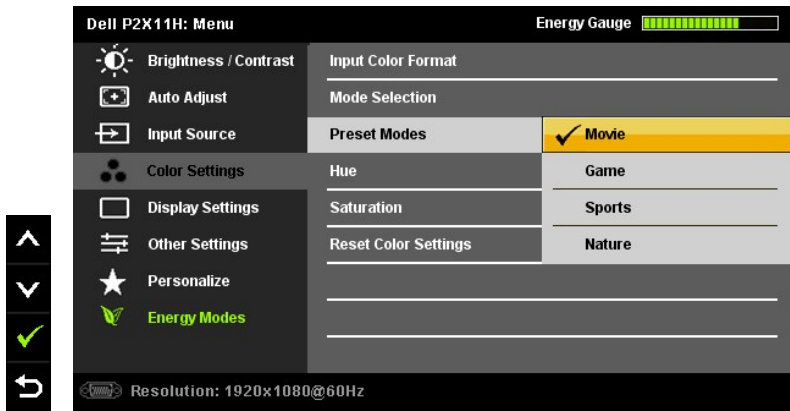 Dell P2X11H: Menu
Energy Gauge
Brightness / Contrast
Input Color Format
Auto Adjust
Mode Selection
Input Source
Preset Modes
Movie
Color Settings
Hue
Game
Display Settings
Saturation
Sports
Other Settings
Reset Color Settings
Nature
Personalize
Energy Modes
Resolution: 1920x1080@60Hz